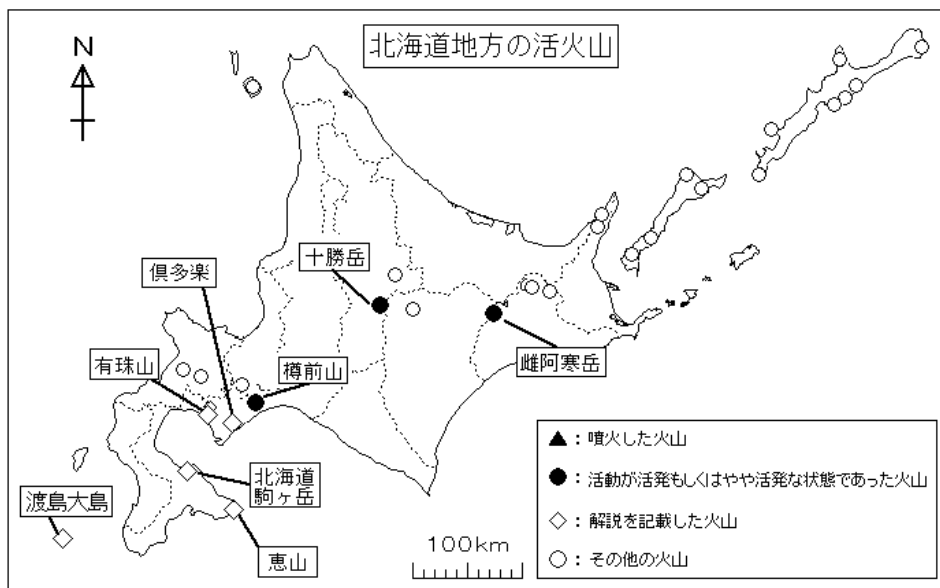 北海道地方の活火山
N
十勝岳
倶多楽
有珠山
樽前山
雌阿寒岳
北海道
駒ヶ岳
渡島大島
恵山
100km
▲：噴火した火山
●：活動が活発もしくはやや活発な状態であった火山
◇：解説を記載した火山
○：その他の火山